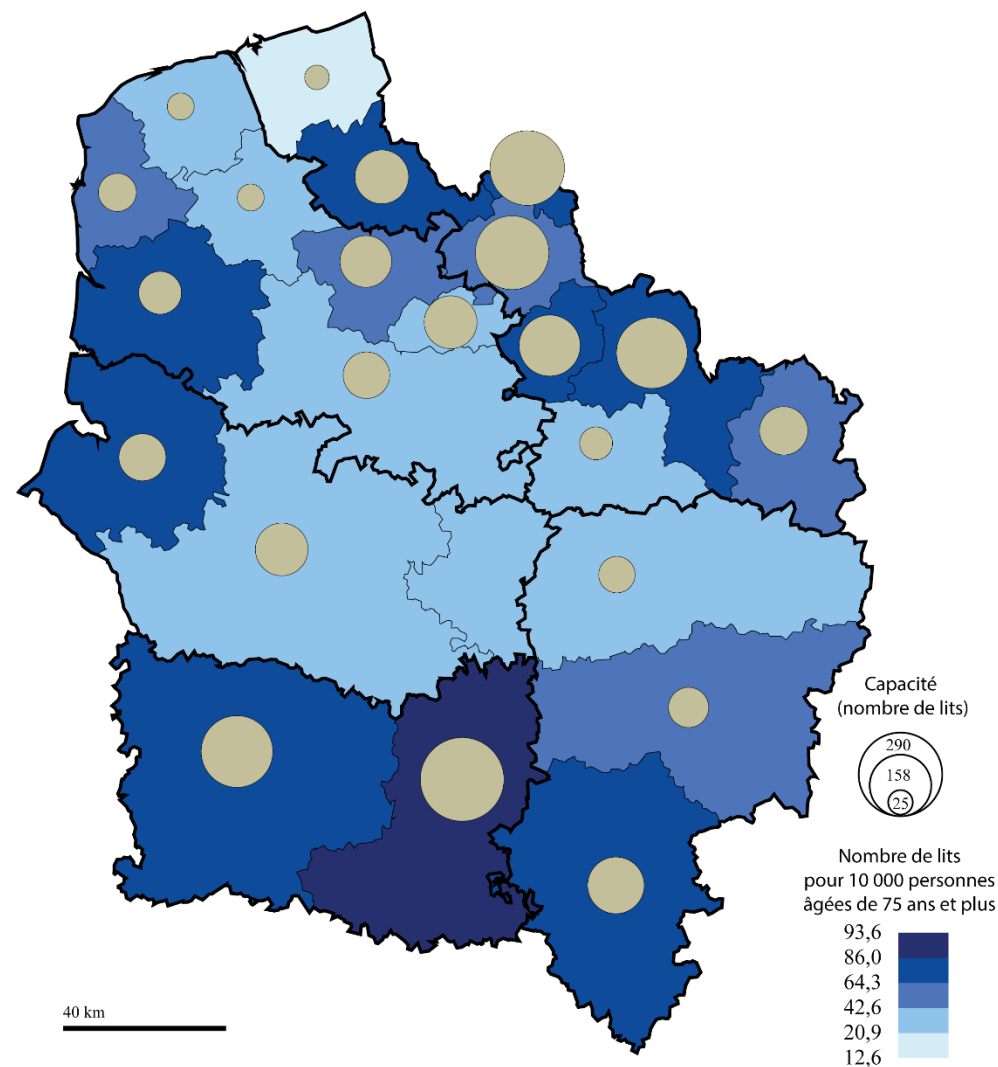 Capacité
(nombre de lits)
290
158
25
Nombre de lits
pour 10 000 personnes
âgées de 75 ans et plus
93,6
86,0
64,3
42,6
20,9
12,6
40 km